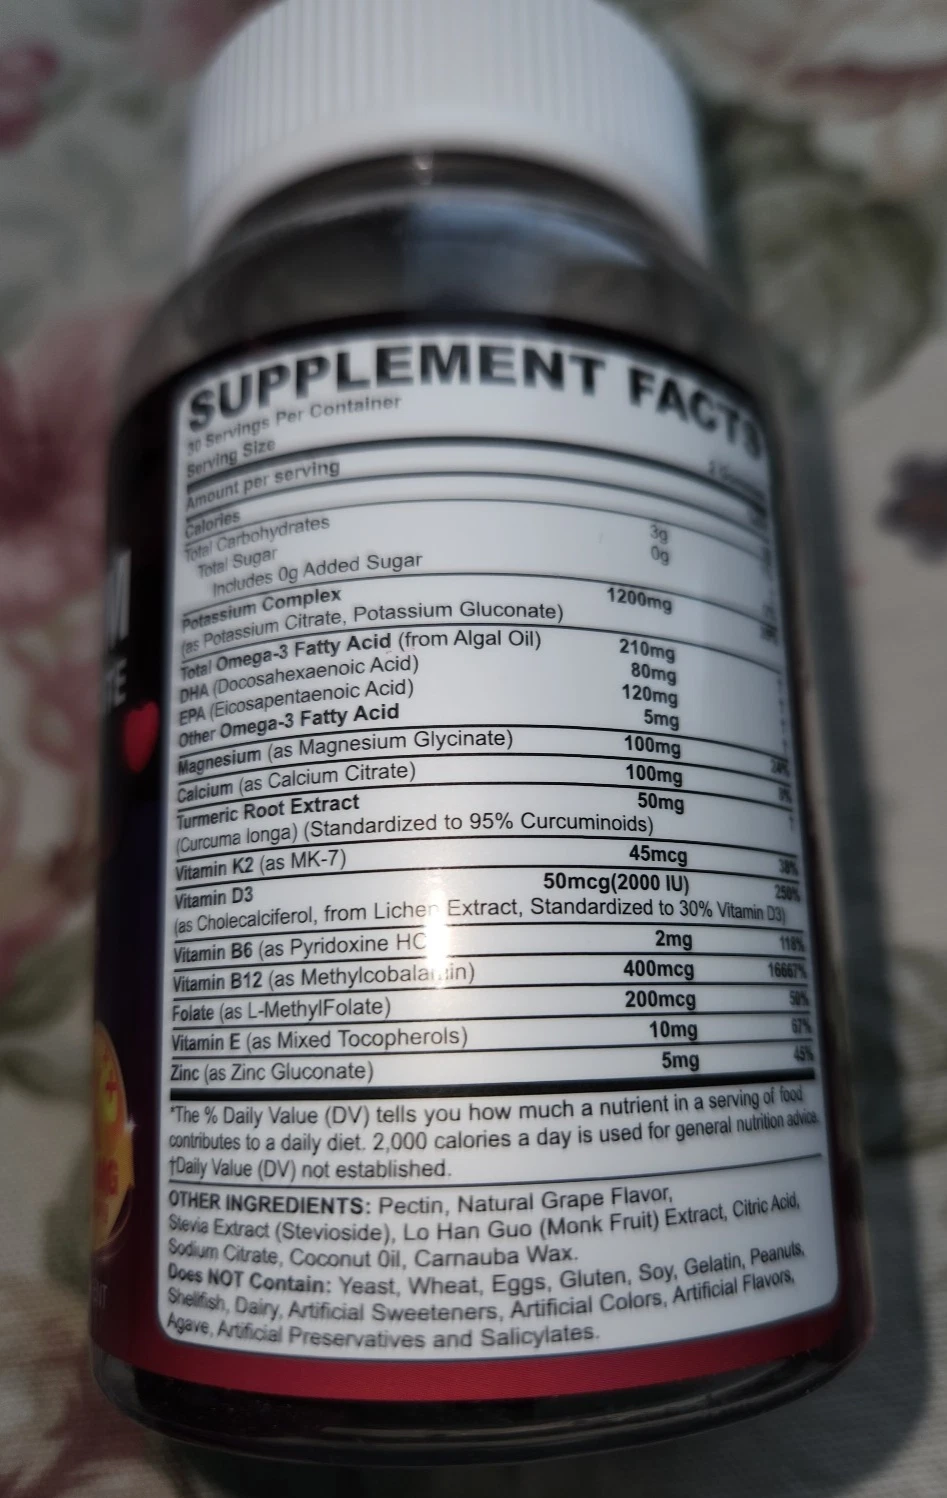 SUPPLEMENT FACTS
30 Servings Per Container
Serving Size
Amount per serving
Calories
Total Carbohydrates 3g
Total Sugar 0g
Includes 0g Added Sugar
Potassium Complex 1200mg
(as Potassium Citrate, Potassium Gluconate)
Total Omega-3 Fatty Acid (from Algal Oil) 210mg
DHA (Docosahexaenoic Acid) 80mg
EPA (Eicosapentaenoic Acid) 120mg
Other Omega-3 Fatty Acid 5mg
Magnesium (as Magnesium Glycinate) 100mg 24%
Calcium (as Calcium Citrate) 100mg 8%
Turmeric Root Extract 50mg
(Curcuma longa) (Standardized to 95% Curcuminoids)
Vitamin K2 (as MK-7) 45mcg 38%
Vitamin D3 50mcg(2000 IU) 250%
(as Cholecalciferol, from Lichen Extract, Standardized to 30% Vitamin D3)
Vitamin B6 (as Pyridoxine HC 2mg 118%
Vitamin B12 (as Methylcobalamin) 400mcg 16667%
Folate (as L-MethylFolate) 200mcg 50%
Vitamin E (as Mixed Tocopherols) 10mg 67%
Zinc (as Zinc Gluconate) 5mg 45%
*The % Daily Value (DV) tells you how much a nutrient in a serving of food
contributes to a daily diet. 2,000 calories a day is used for general nutrition advice.
†Daily Value (DV) not established.
OTHER INGREDIENTS: Pectin, Natural Grape Flavor,
Stevia Extract (Stevioside), Lo Han Guo (Monk Fruit) Extract, Citric Acid,
Sodium Citrate, Coconut Oil, Carnauba Wax.
Does NOT Contain: Yeast, Wheat, Eggs, Gluten, Soy, Gelatin, Peanuts,
Shellfish, Dairy, Artificial Sweeteners, Artificial Colors, Artificial Flavors,
Agave, Artificial Preservatives and Salicylates.